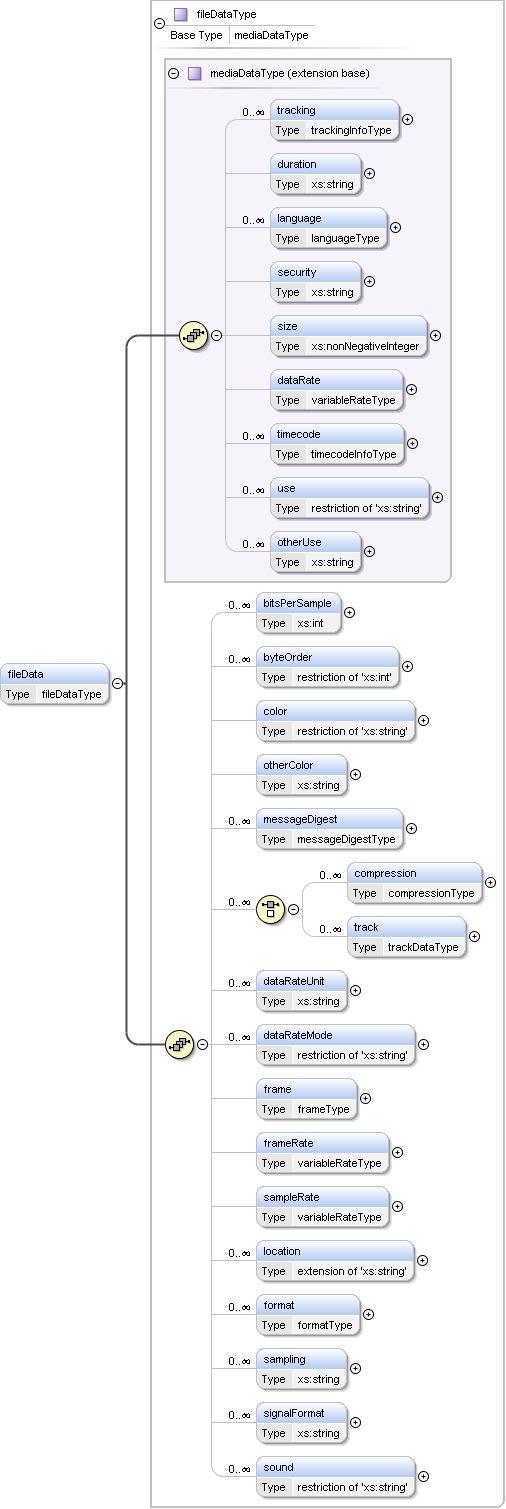 fileDataType
Base Type mediaDataType
mediaDataType (extension base)
0..∞ tracking
Type trackingInfoType
duration
Type xs:string
0..∞ language
Type languageType
security
Type xs:string
size
Type xs:nonNegativeInteger
dataRate
Type variableRateType
0..∞ timecode
Type timecodeInfoType
0..∞ use
Type restriction of 'xs:string'
0..∞ otherUse
Type xs:string
0..∞ bitsPerSample
Type xs:int
0..∞ byteOrder
Type restriction of 'xs:int'
fileData
Type fileDataType
color
Type restriction of 'xs:string'
otherColor
Type xs:string
0..∞ messageDigest
Type messageDigestType
0..∞ compression
Type compressionType
0..∞
0..∞ track
Type trackDataType
0..∞ dataRateUnit
Type xs:string
0..∞ dataRateMode
Type restriction of 'xs:string'
frame
Type frameType
frameRate
Type variableRateType
sampleRate
Type variableRateType
0..∞ location
Type extension of 'xs:string'
format
Type formatType
0..∞ sampling
Type xs:string
0..∞ signalFormat
Type xs:string
0..∞ sound
Type restriction of 'xs:string'